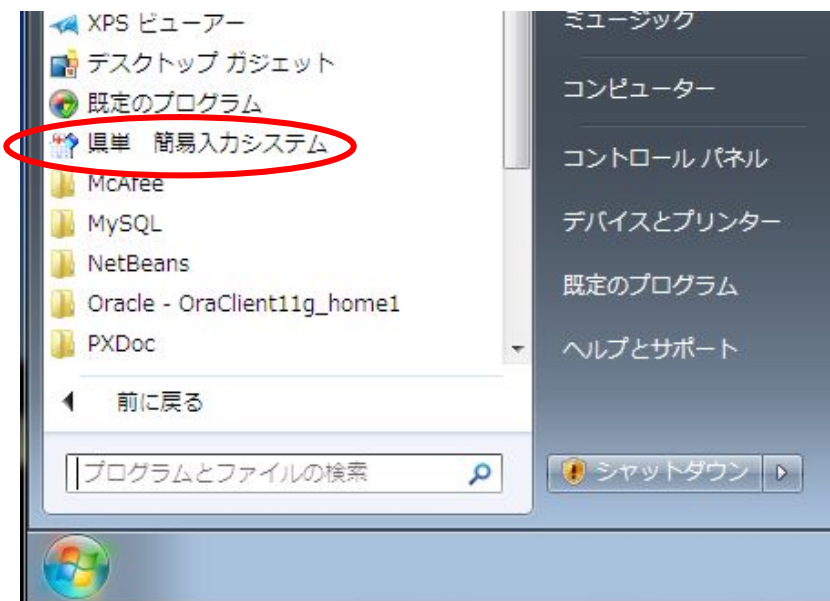 XPS ビューアー
デスクトップ ガジェット
既定のプログラム
県単　簡易入力システム
McAfee
MySQL
NetBeans
Oracle - OraClient11g_home1
PXDoc
前に戻る
プログラムとファイルの検索
ミュージック
コンピューター
コントロール パネル
デバイスとプリンター
既定のプログラム
ヘルプとサポート
シャットダウン